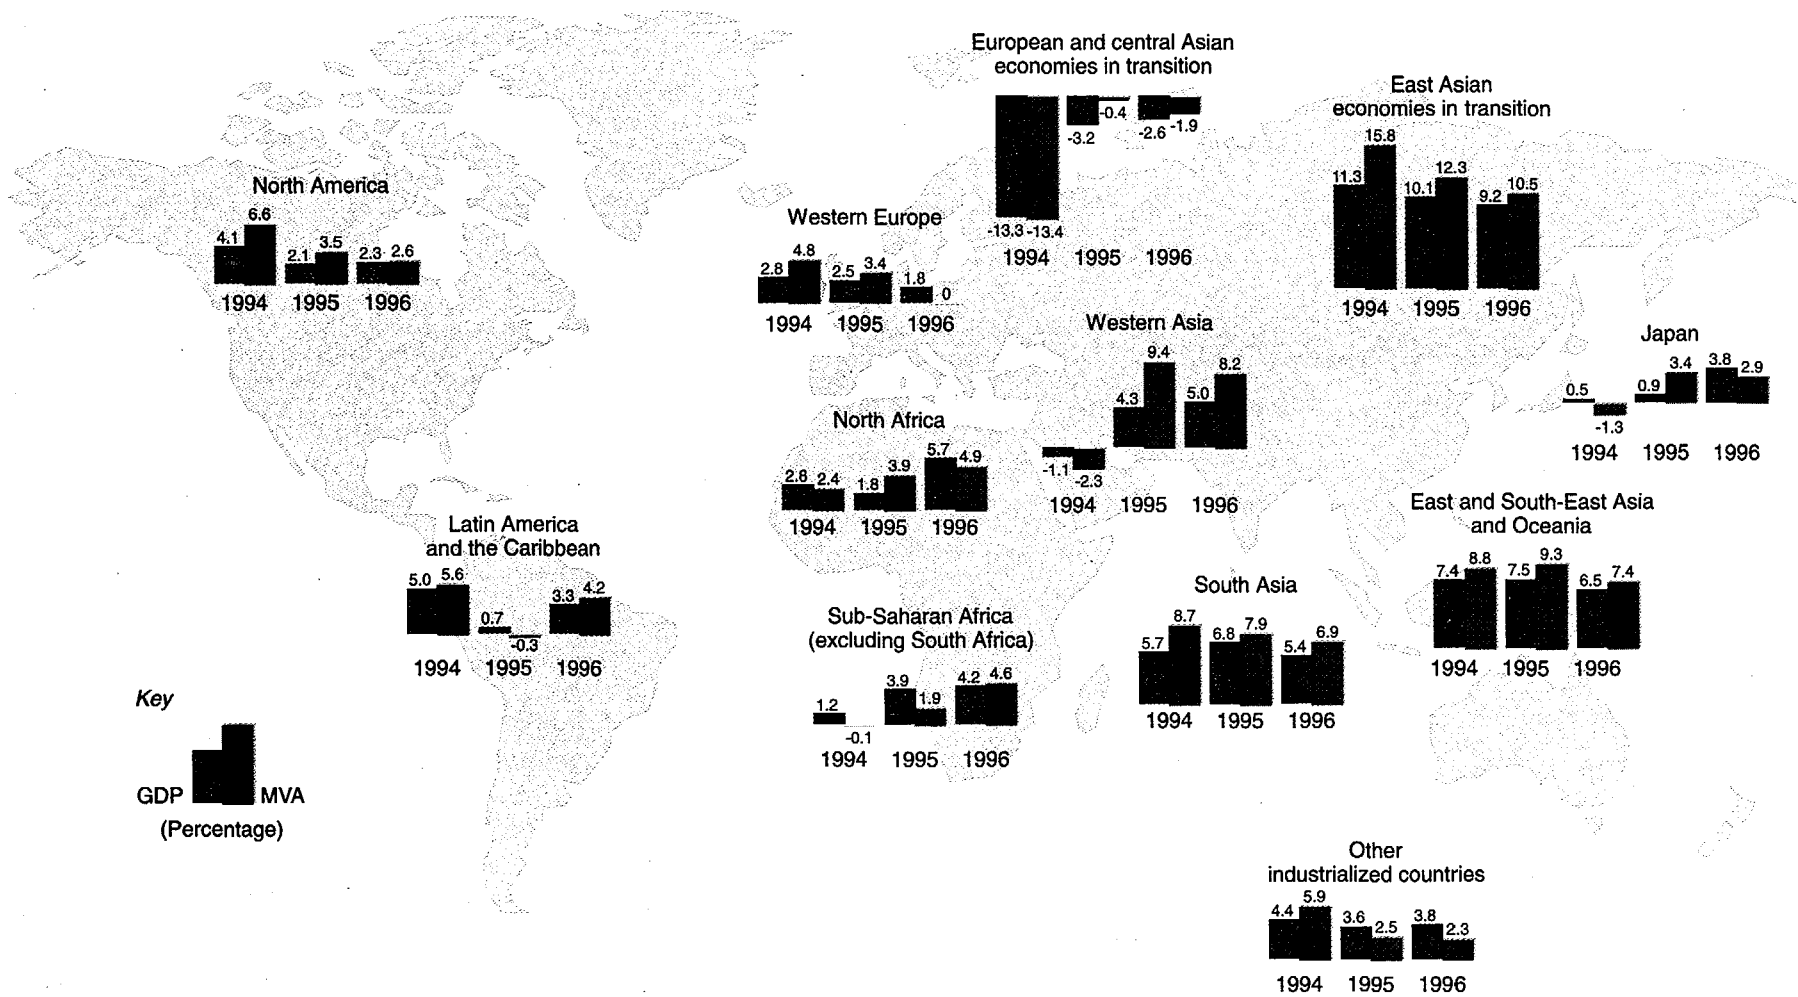 European and central Asian
economies in transition
-13.3 -13.4
-3.2 -0.4
-2.6 -1.9
1994 1995 1996
East Asian
economies in transition
11.3 15.8
10.1 12.3
9.2 10.5
1994 1995 1996
North America
4.1 6.6
2.1 3.5
2.3 2.6
1994 1995 1996
Western Europe
2.8 4.8
2.5 3.4
1.8 0
1994 1995 1996
Western Asia
-1.1 -2.3
4.3 9.4
5.0 8.2
1994 1995 1996
Japan
0.5 -1.3
0.9 3.4
3.8 2.9
1994 1995 1996
North Africa
2.8 2.4
1.8 3.9
5.7 4.9
1994 1995 1996
Latin America
and the Caribbean
5.0 5.6
0.7 -0.3
3.3 4.2
1994 1995 1996
East and South-East Asia
and Oceania
7.4 8.8
7.5 9.3
6.5 7.4
1994 1995 1996
South Asia
5.7 8.7
6.8 7.9
5.4 6.9
1994 1995 1996
Sub-Saharan Africa
(excluding South Africa)
1.2 -0.1
3.9 1.9
4.2 4.6
1994 1995 1996
Key
GDP MVA
(Percentage)
Other
industrialized countries
4.4 5.9
3.6 2.5
3.8 2.3
1994 1995 1996